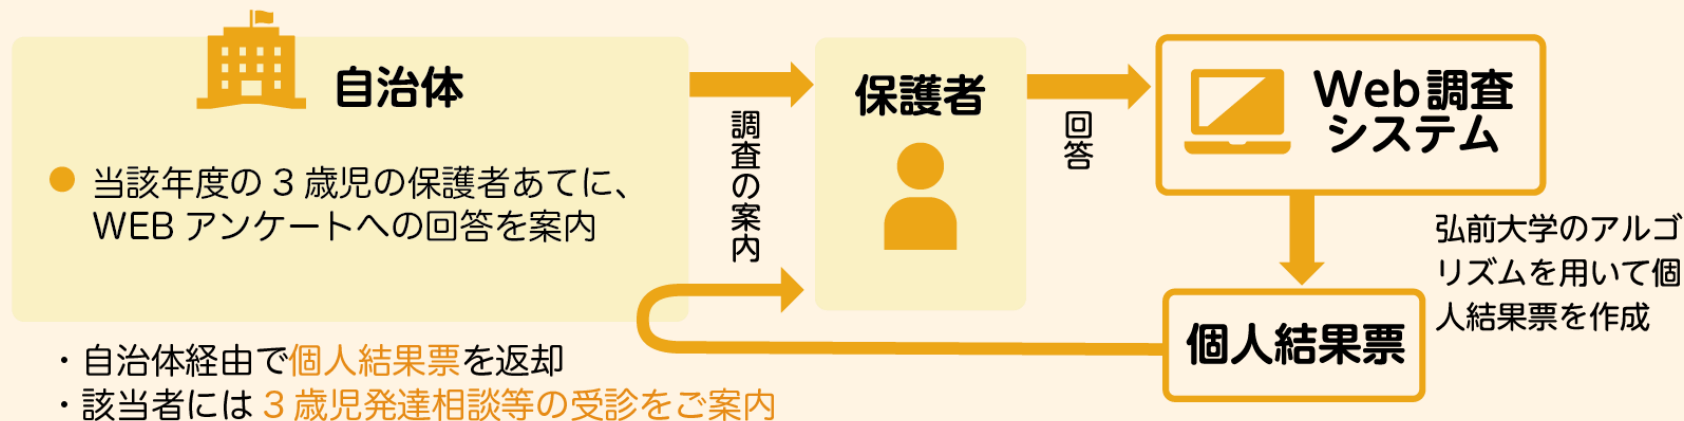 自治体
● 当該年度の3歳児の保護者あてに、
WEBアンケートへの回答を案内
調査の案内
保護者
回答
Web調査
システム
弘前大学のアルゴ
リズムを用いて個
人結果票を作成
個人結果票
・自治体経由で個人結果票を返却
・該当者には3歳児発達相談等の受診をご案内